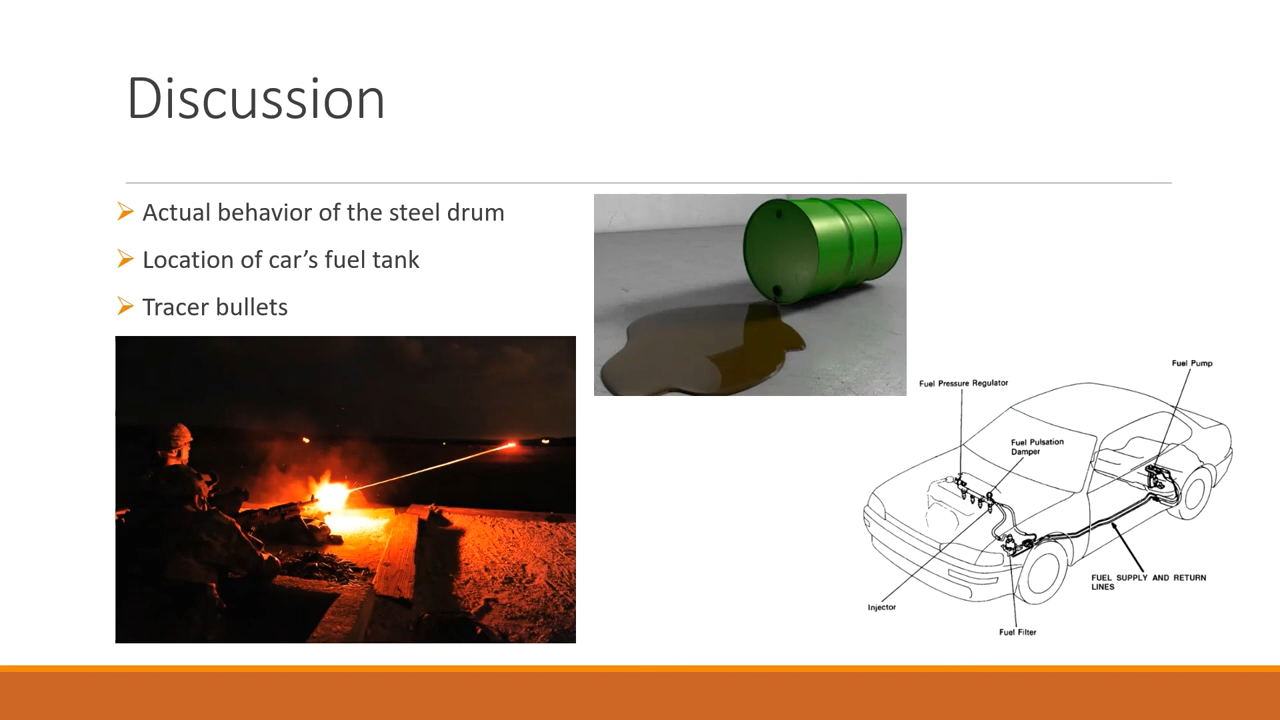 Discussion
Actual behavior of the steel drum
Location of car’s fuel tank
Tracer bullets
Fuel Pump
Fuel Pressure Regulator
Fuel Pulsation
Damper
FUEL SUPPLY AND RETURN
LINES
Injector
Fuel Filter